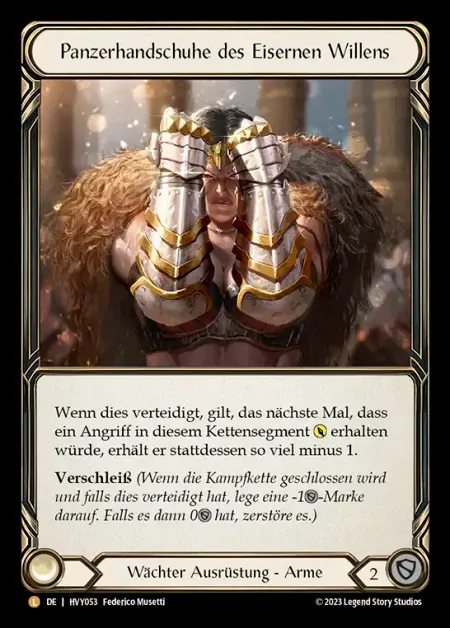 Panzerhandschuhe des Eisernen Willens
Wenn dies verteidigt, gilt, das nächste Mal, dass
ein Angriff in diesem Kettensegment erhalten
würde, erhält er stattdessen so viel minus 1.
Verschleiß (Wenn die Kampfkette geschlossen wird
und falls dies verteidigt hat, lege eine -1-Marke
darauf. Falls es dann 0 hat, zerstöre es.)
Wächter Ausrüstung - Arme
2
L DE | HVY053 Federico Musetti
© 2023 Legend Story Studios